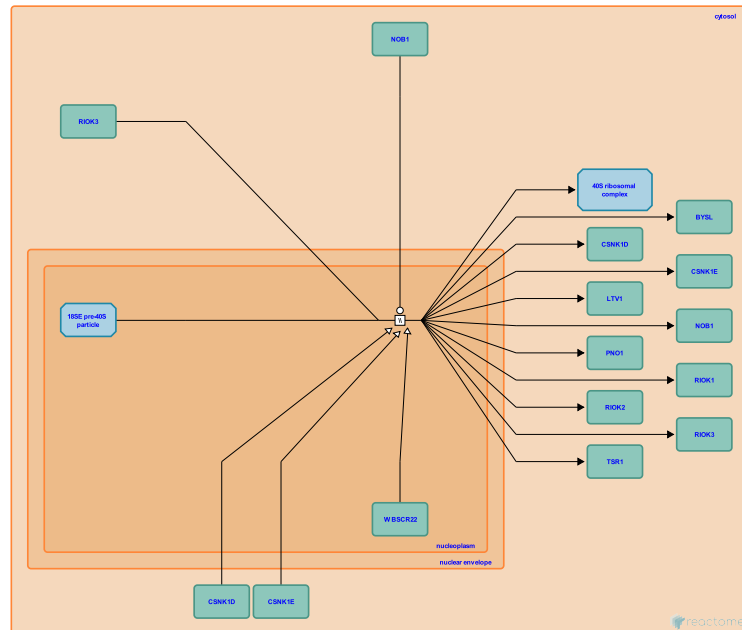 cytosol
NOB1
RIOK3
40S ribosomal
complex
BYSL
CSNK1D
CSNK1E
LTV1
18SE pre-40S
particle
NOB1
PNO1
RIOK1
RIOK2
RIOK3
TSR1
WBSCR22
nucleoplasm
nuclear envelope
CSNK1D
CSNK1E
reactome